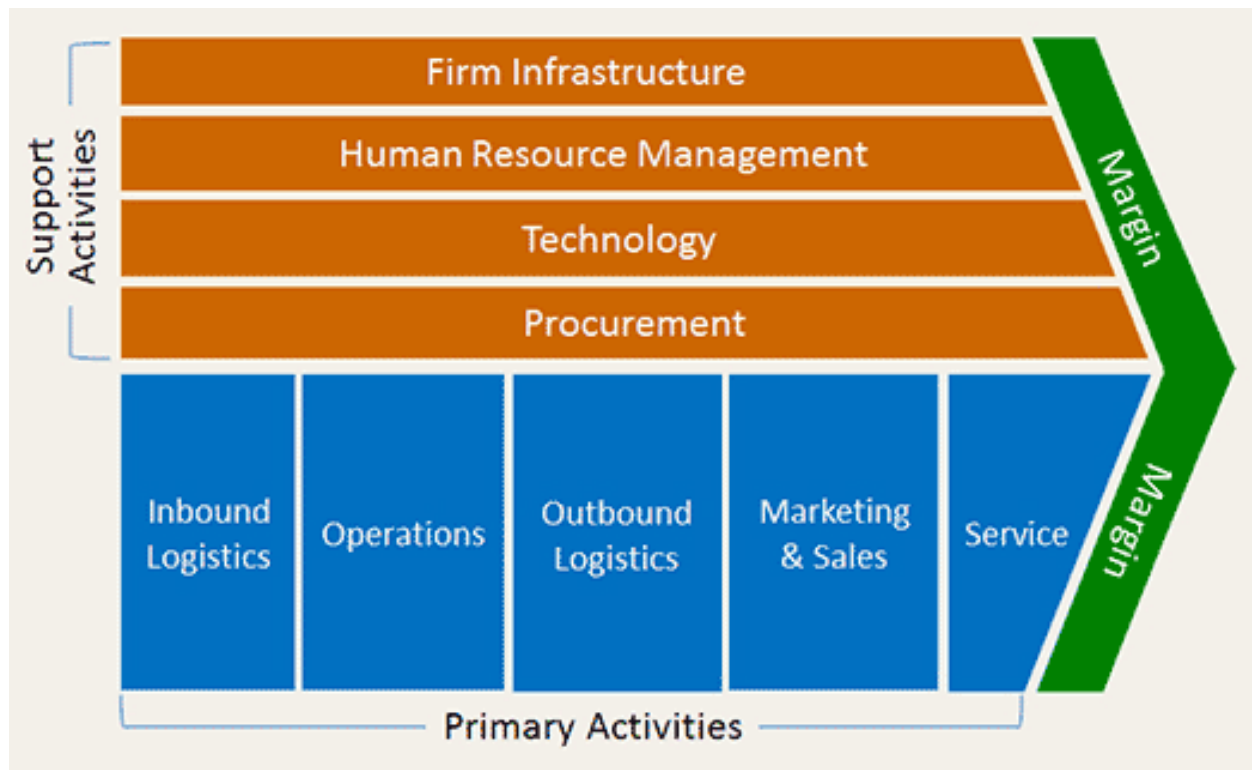 Support
Activities
Firm Infrastructure
Human Resource Management
Technology
Procurement
Margin
Inbound
Logistics
Operations
Outbound
Logistics
Marketing
& Sales
Service
Margin
Primary Activities